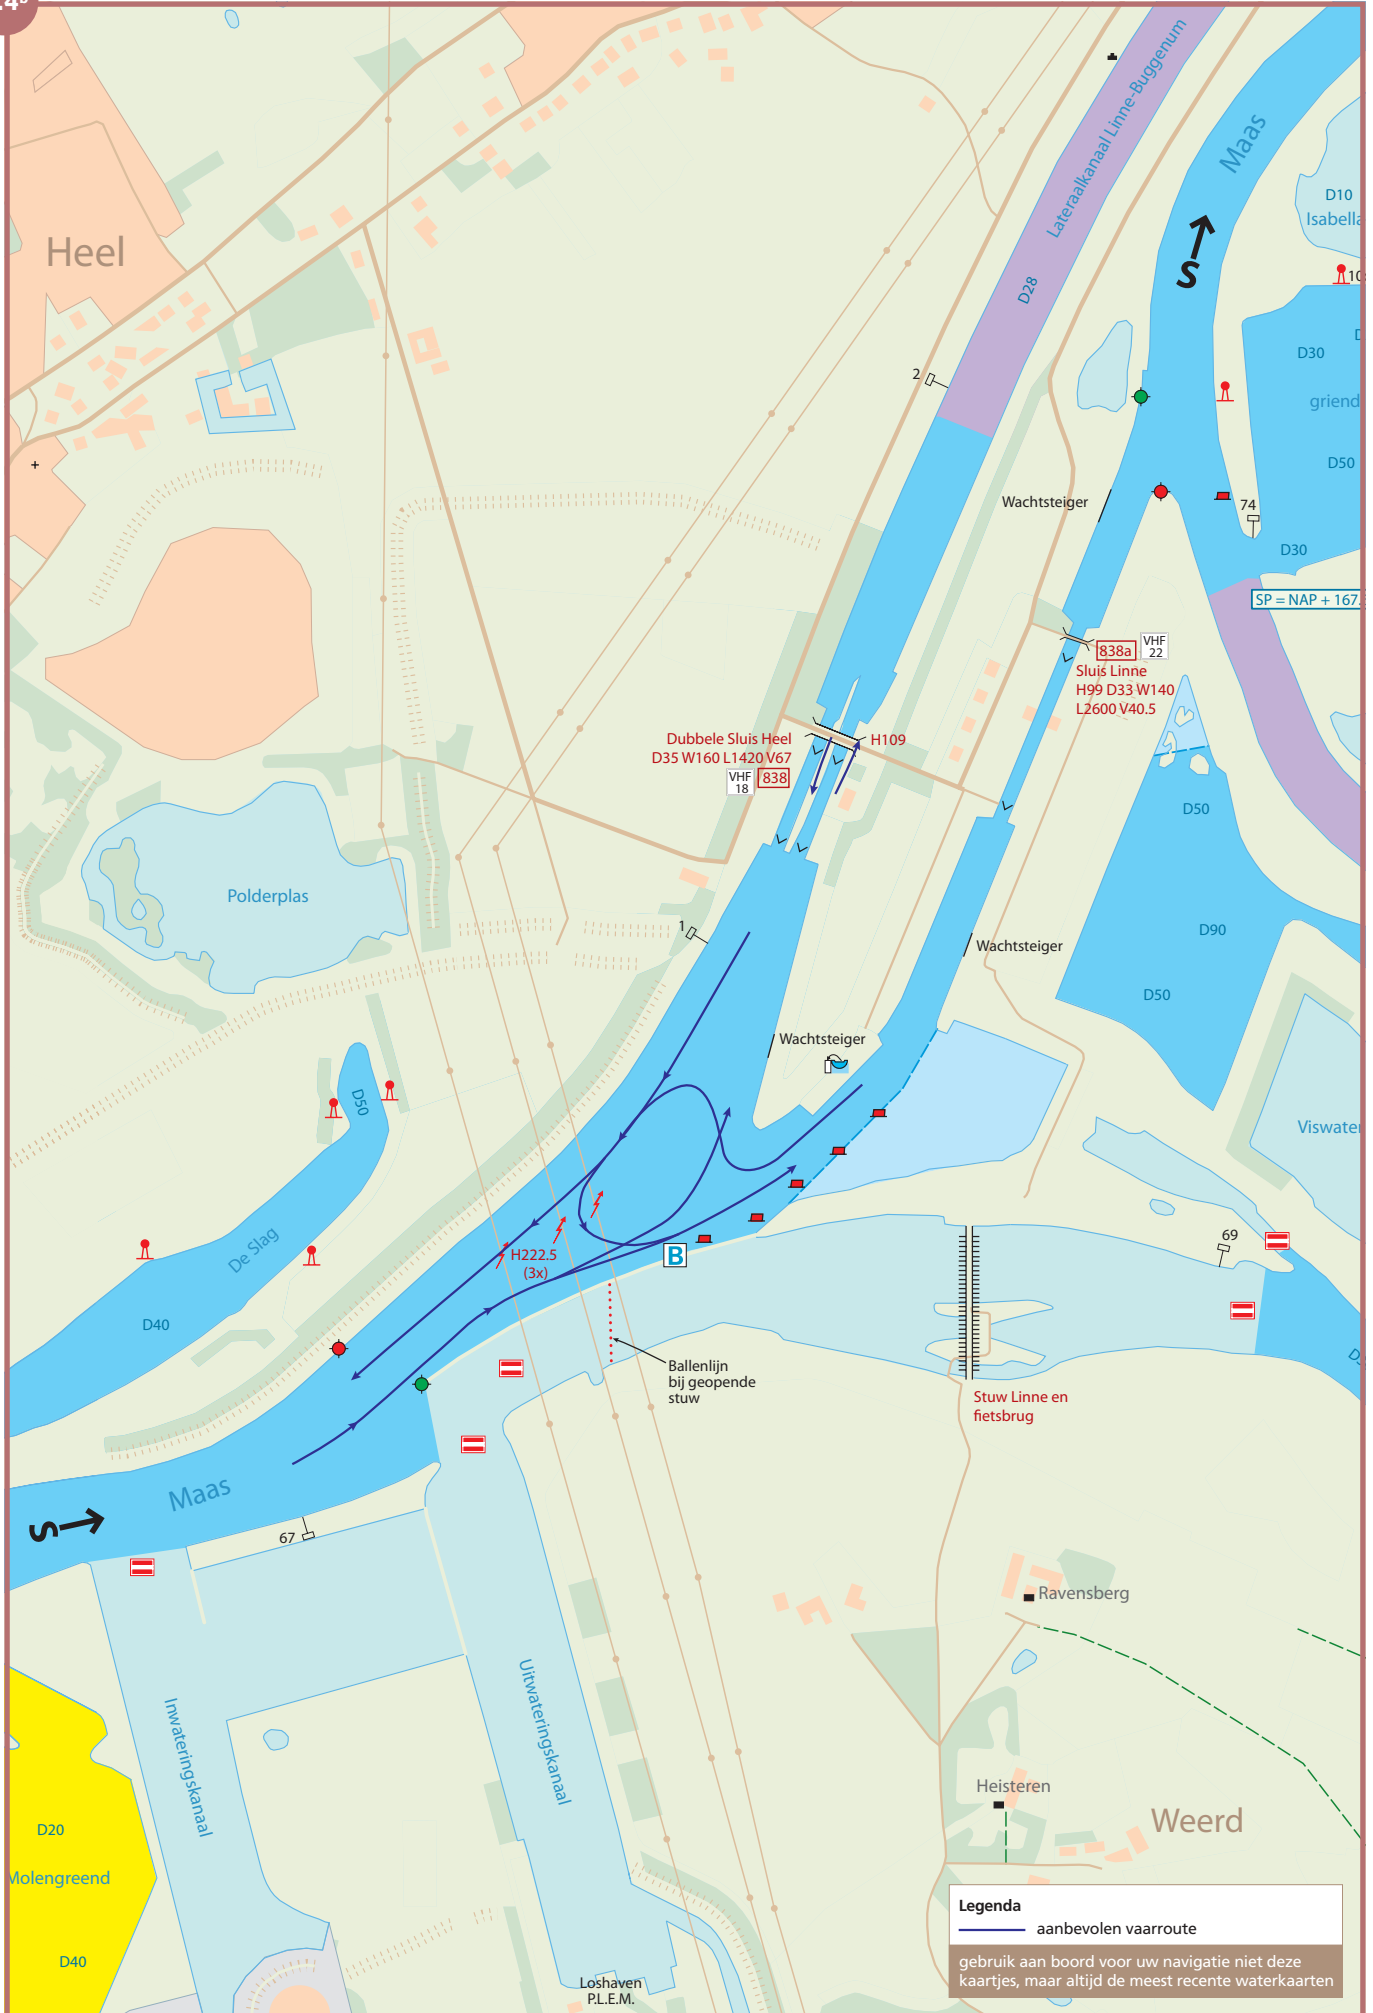 Lateraalkanaal Linne-Buggenum
Maas
D10
Isabella
Heel
S
D28
D30
griend
2
D50
Wachtsteiger
74
D30
SP = NAP + 167
838a
VHF
22
Sluis Linne
H99 D33 W140
L2600 V40.5
Dubbele Sluis Heel
D35 W160 L1420 V67
VHF
18
838
H109
D50
Polderplas
1
D90
Wachtsteiger
D50
Wachtsteiger
D50
Viswater
De Slag
69
B
H222.5
(3x)
D40
Ballenlijn
bij geopende
stuw
Stuw Linne en
fietsbrug
Maas
S
67
Ravensberg
Inwateringskanaal
Uitwateringskanaal
Heisteren
Weerd
D20
Molengreend
D40
Loshaven
P.L.E.M.
Legenda
aanbevolen vaarroute
gebruik aan boord voor uw navigatie niet deze
kaartjes, maar altijd de meest recente waterkaarten